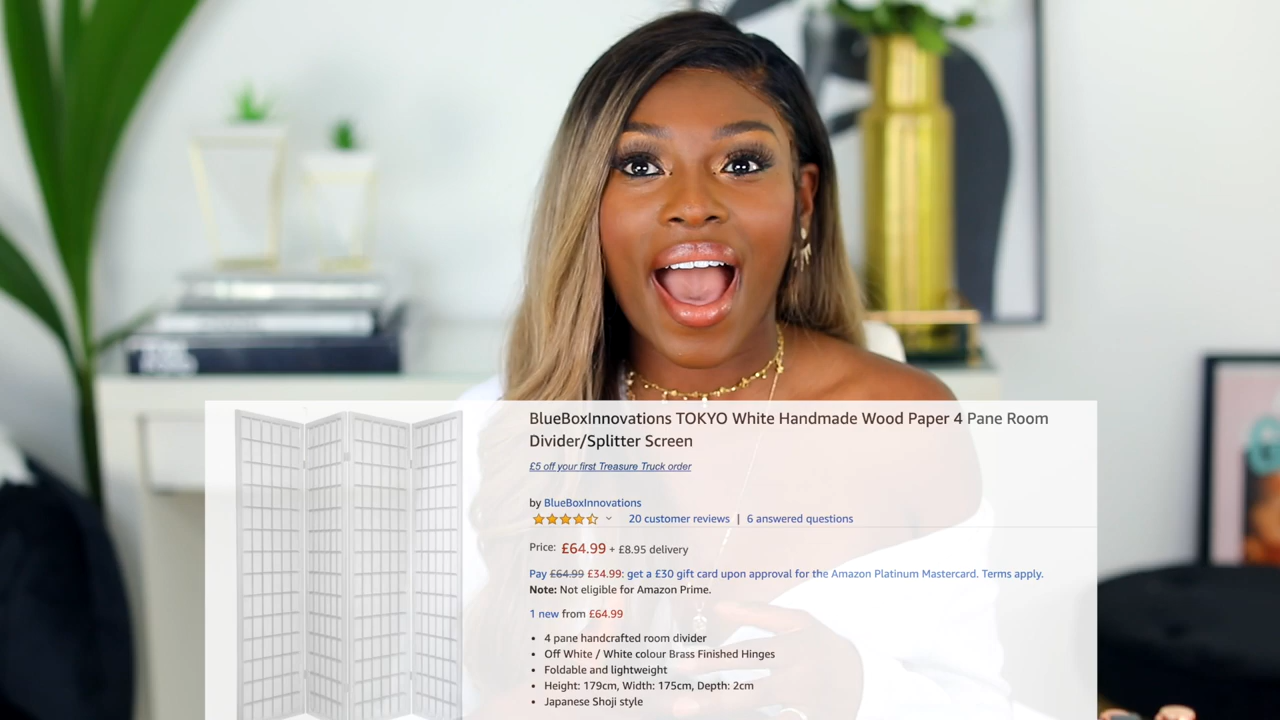 BlueBoxInnovations TOKYO White Handmade Wood Paper 4 Pane Room
Divider/Splitter Screen
£5 off your first Treasure Truck order
by BlueBoxInnovations
20 customer reviews | 6 answered questions
Price: £64.99 + £8.95 delivery
Pay £64.99 £34.99: get a £30 gift card upon approval for the Amazon Platinum Mastercard. Terms apply.
Note: Not eligible for Amazon Prime.
1 new from £64.99
• 4 pane handcrafted room divider
• Off White / White colour Brass Finished Hinges
• Foldable and lightweight
• Height: 179cm, Width: 175cm, Depth: 2cm
• Japanese Shoji style